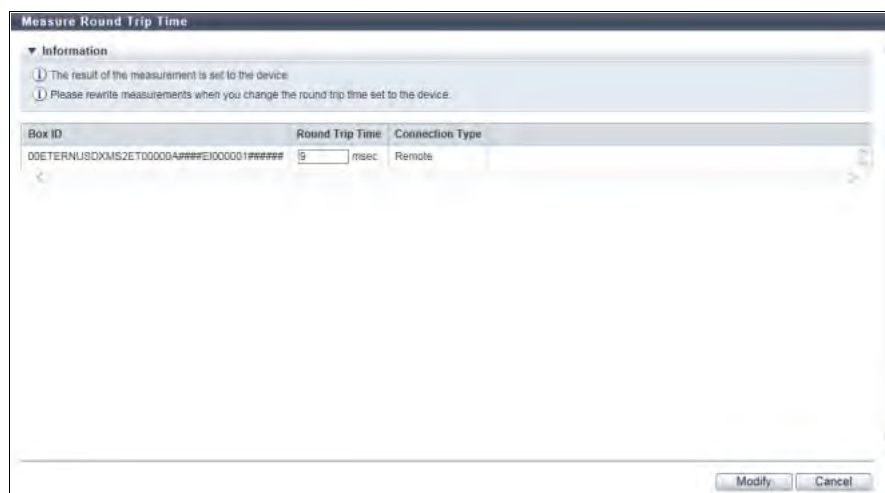 Measure Round Trip Time
Information
The result of the measurement is set to the device.
Please rewrite measurements when you change the round trip time set to the device.
Box ID Round Trip Time Connection Type
00ETERNUSDXMS2ET00000A####EI000001###### 9 msec Remote
Modify Cancel